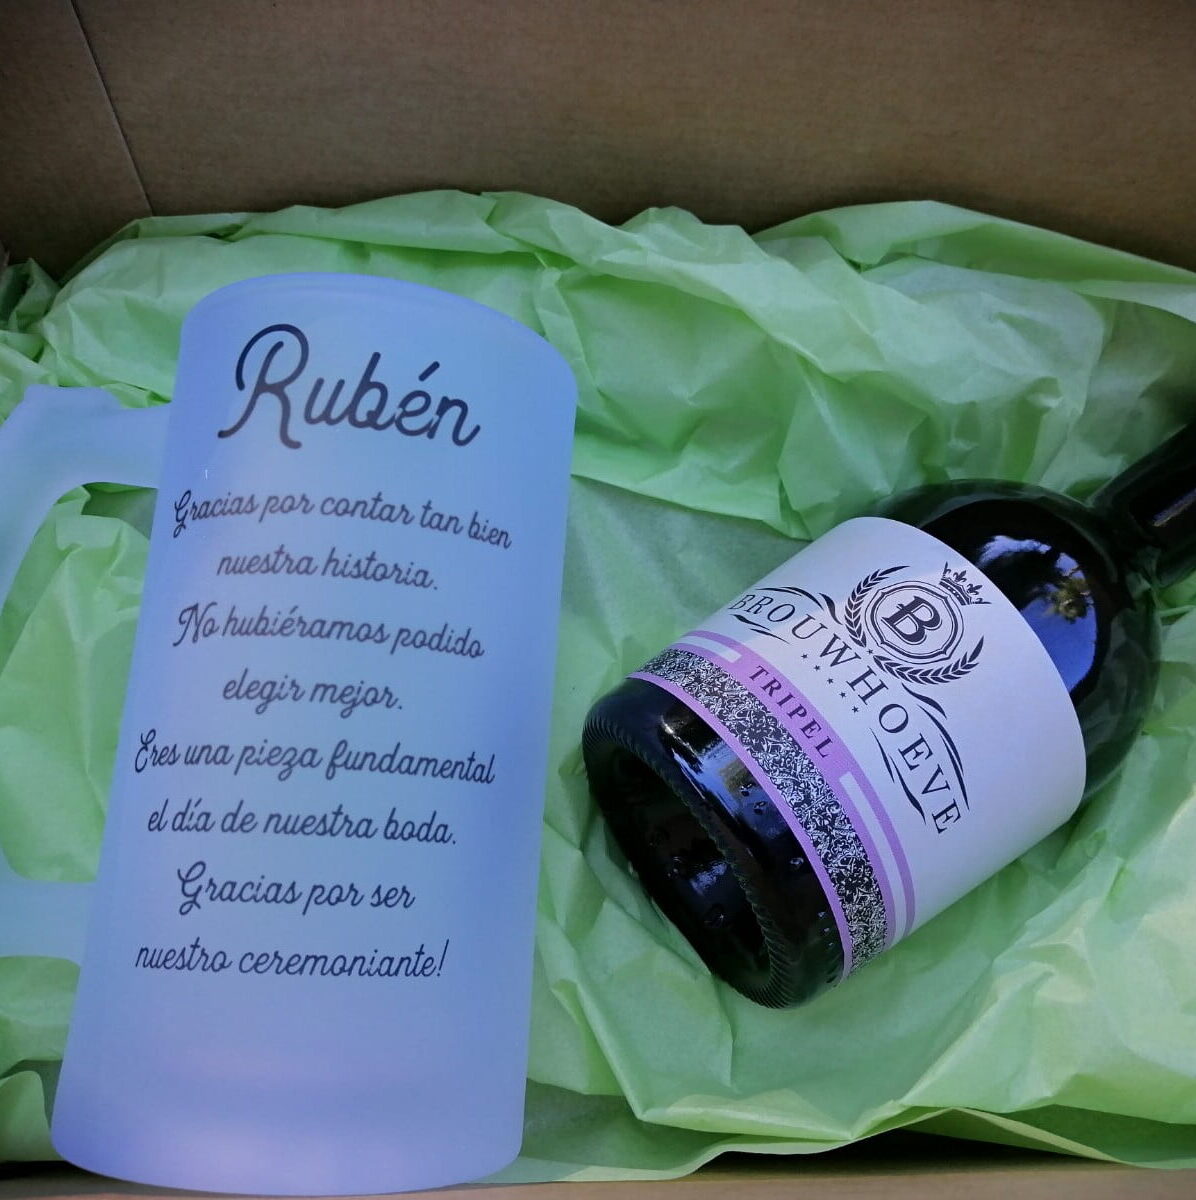 Rubén
Gracias por contar tan bien
nuestra historia.
No hubiéramos podido
elegir mejor.
Eres una pieza fundamental
el día de nuestra boda.
Gracias por ser
nuestro ceremoniante!
B
BROUWHOEVE
TRIPEL